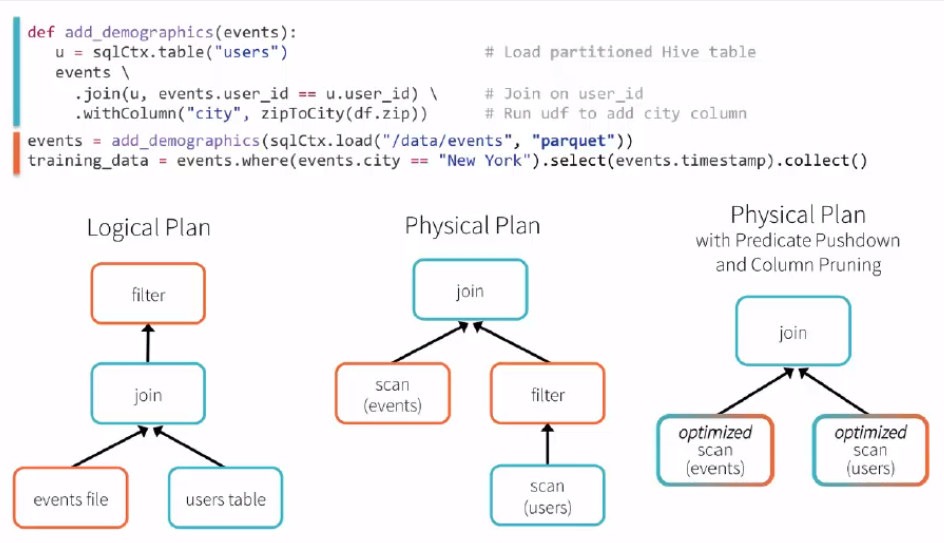 def add_demographics(events):
u = sqlCtx.table("users") # Load partitioned Hive table
events \
.join(u, events.user_id == u.user_id) \ # Join on user_id
.withColumn("city", zipToCity(df.zip)) # Run udf to add city column
events = add_demographics(sqlCtx.load("/data/events", "parquet"))
training_data = events.where(events.city == "New York").select(events.timestamp).collect()
Logical Plan
filter
join
events file
users table
Physical Plan
join
scan
(events)
filter
scan
(users)
Physical Plan
with Predicate Pushdown
and Column Pruning
join
optimized
scan
(events)
optimized
scan
(users)